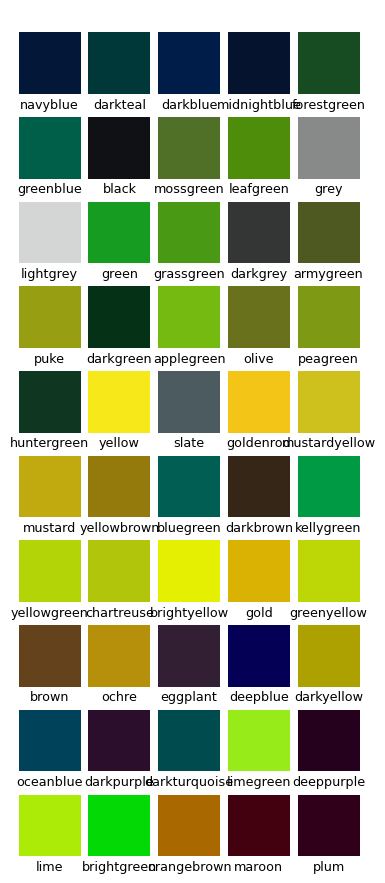 navyblue darkteal darkblue midnightblue forestgreen
greenblue black mossgreen leafgreen grey
lightgrey green grassgreen darkgrey armygreen
puke darkgreen applegreen olive peagreen
huntergreen yellow slate goldenrod mustardyellow
mustard yellowbrown bluegreen darkbrown kellygreen
yellowgreen chartreuse brightyellow gold greenyellow
brown ochre eggplant deepblue darkyellow
oceanblue darkpurple darkturquoise limegreen deeppurple
lime brightgreen orangebrown maroon plum